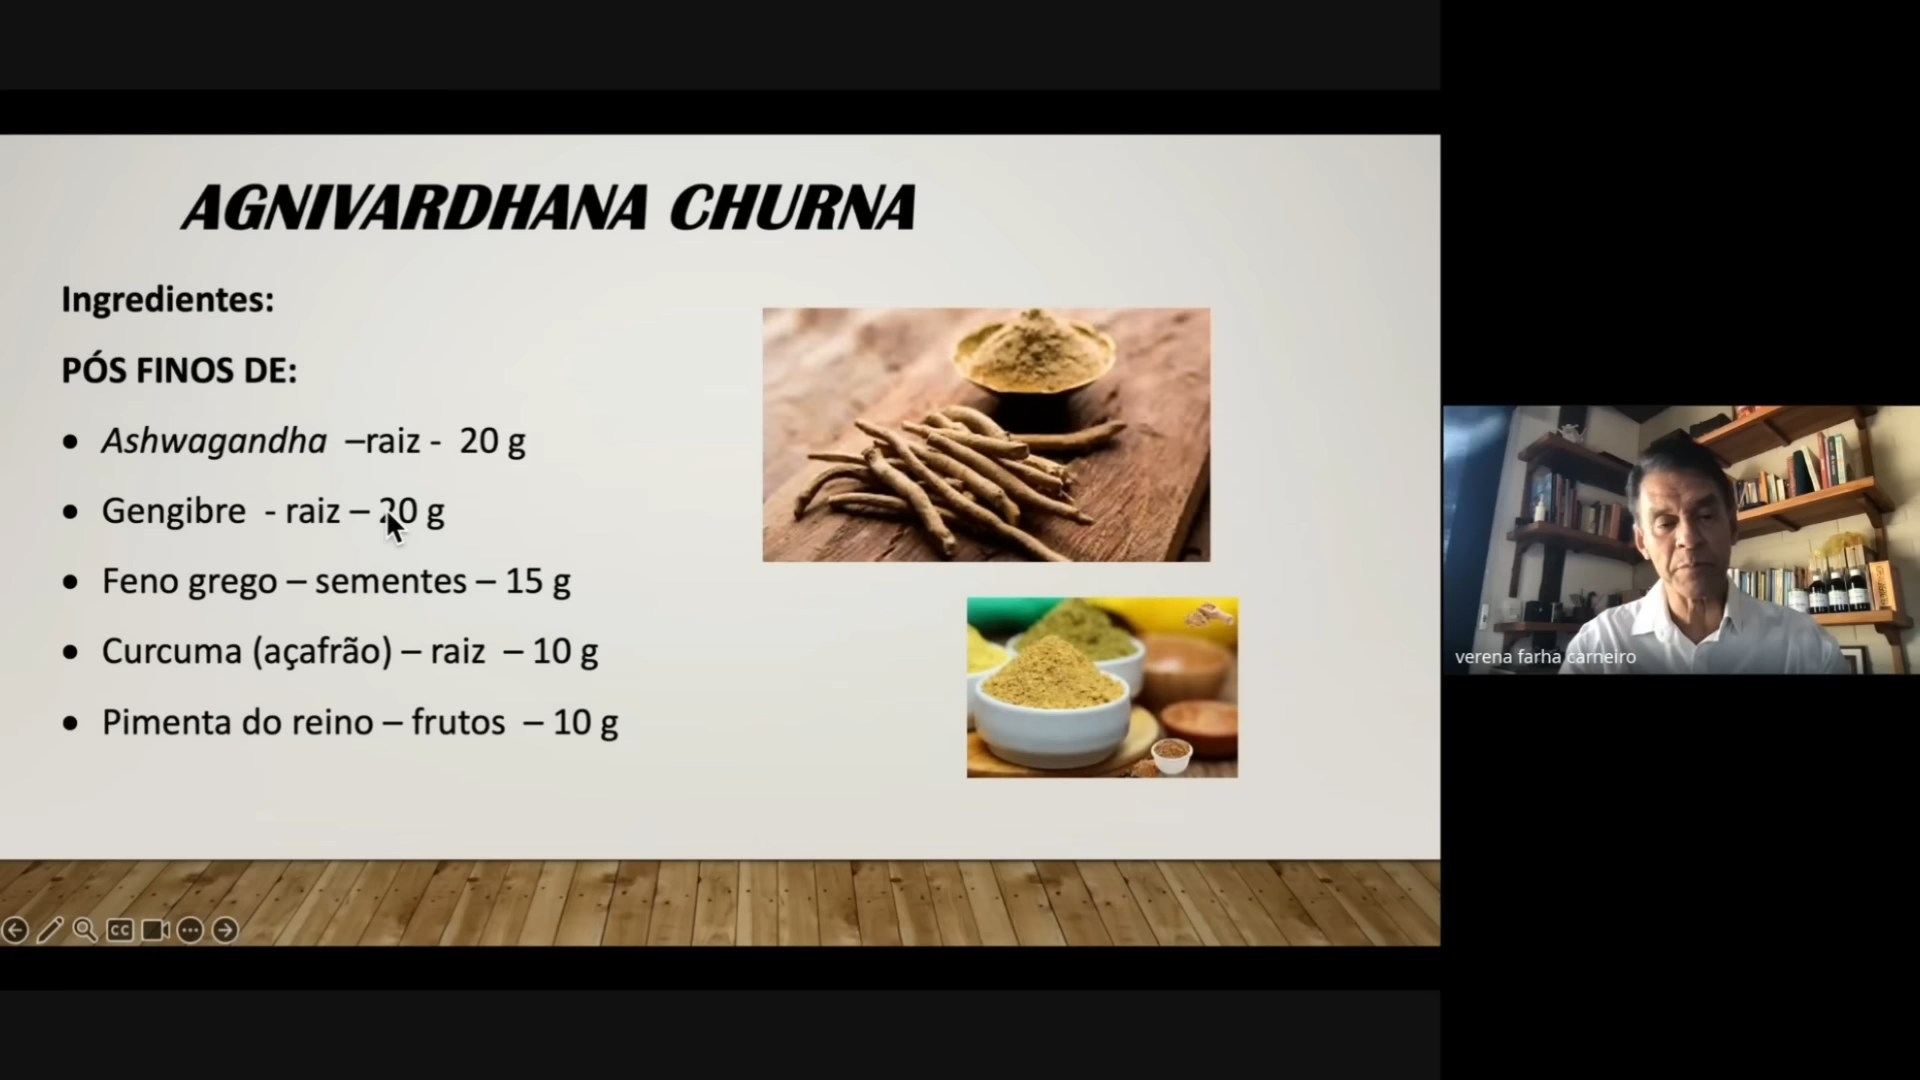 AGNIVARDHANA CHURNA
Ingredientes:
PÓS FINOS DE:
• Ashwagandha –raiz - 20 g
• Gengibre - raiz – 20 g
• Feno grego – sementes – 15 g
• Curcuma (açafrão) – raiz – 10 g
• Pimenta do reino – frutos – 10 g
verena farha carneiro
CC